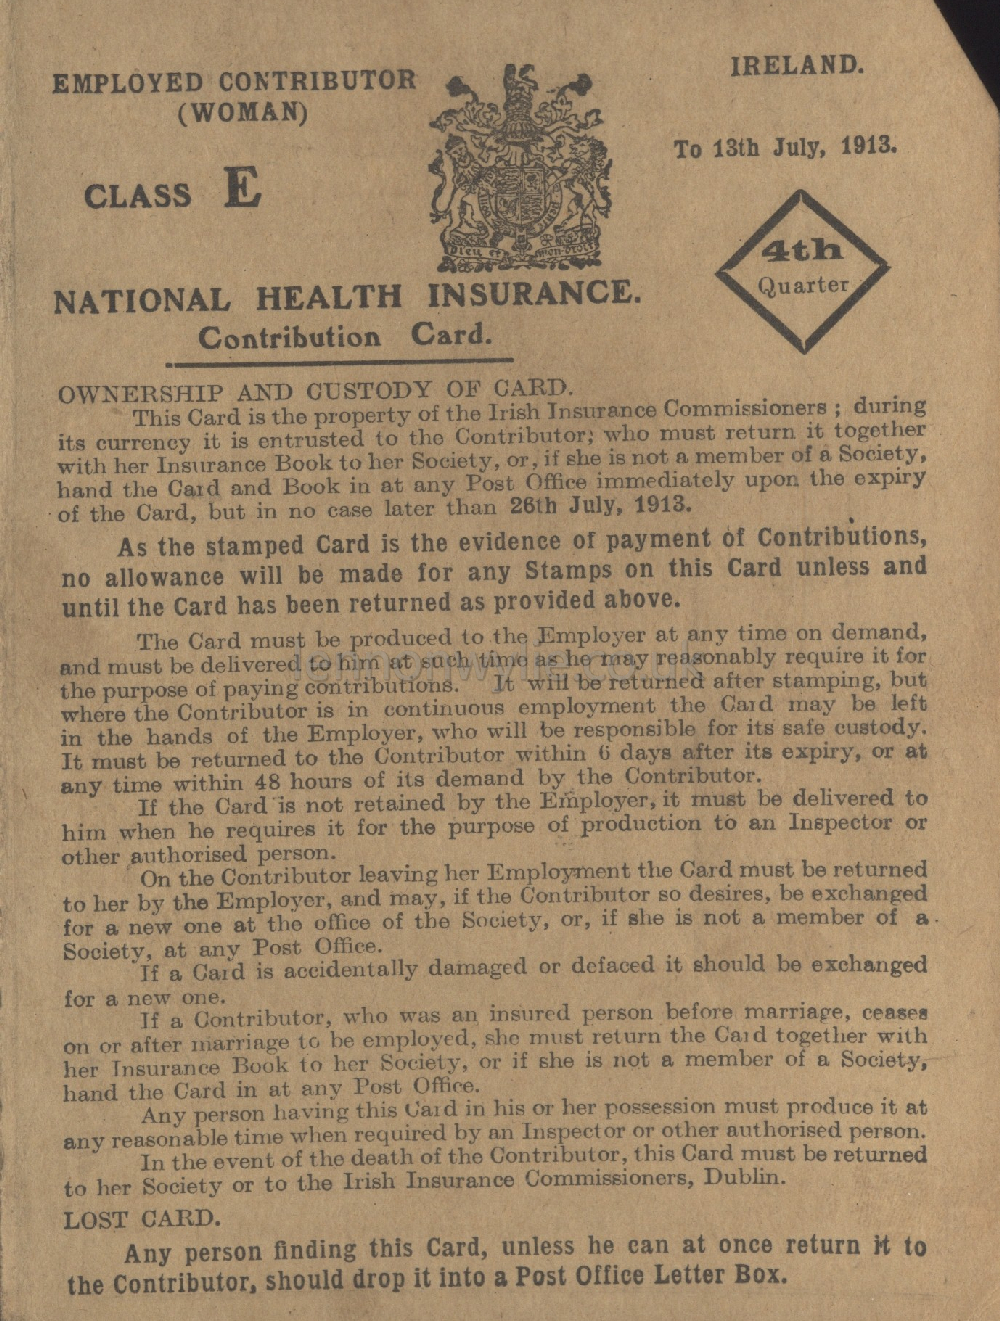 EMPLOYED CONTRIBUTOR
(WOMAN)
CLASS E
IRELAND.
To 13th July, 1913.
4th
Quarter
DIEU ET MON DROIT
NATIONAL HEALTH INSURANCE.
Contribution Card.
OWNERSHIP AND CUSTODY OF CARD.
This Card is the property of the Irish Insurance Commissioners ; during
its currency it is entrusted to the Contributor; who must return it together
with her Insurance Book to her Society, or, if she is not a member of a Society,
hand the Card and Book in at any Post Office immediately upon the expiry
of the Card, but in no case later than 26th July, 1913.
As the stamped Card is the evidence of payment of Contributions,
no allowance will be made for any Stamps on this Card unless and
until the Card has been returned as provided above.
The Card must be produced to the Employer at any time on demand,
and must be delivered to him at such time as he may reasonably require it for
the purpose of paying contributions. It will be returned after stamping, but
where the Contributor is in continuous employment the Card may be left
in the hands of the Employer, who will be responsible for its safe custody.
It must be returned to the Contributor within 6 days after its expiry, or at
any time within 48 hours of its demand by the Contributor.
If the Card is not retained by the Employer, it must be delivered to
him when he requires it for the purpose of production to an Inspector or
other authorised person.
On the Contributor leaving her Employment the Card must be returned
to her by the Employer, and may, if the Contributor so desires, be exchanged
for a new one at the office of the Society, or, if she is not a member of a
Society, at any Post Office.
If a Card is accidentally damaged or defaced it should be exchanged
for a new one.
If a Contributor, who was an insured person before marriage, ceases
on or after marriage to be employed, she must return the Card together with
her Insurance Book to her Society, or if she is not a member of a Society,
hand the Card in at any Post Office.
Any person having this Card in his or her possession must produce it at
any reasonable time when required by an Inspector or other authorised person.
In the event of the death of the Contributor, this Card must be returned
to her Society or to the Irish Insurance Commissioners, Dublin.
LOST CARD.
Any person finding this Card, unless he can at once return it to
the Contributor, should drop it into a Post Office Letter Box.